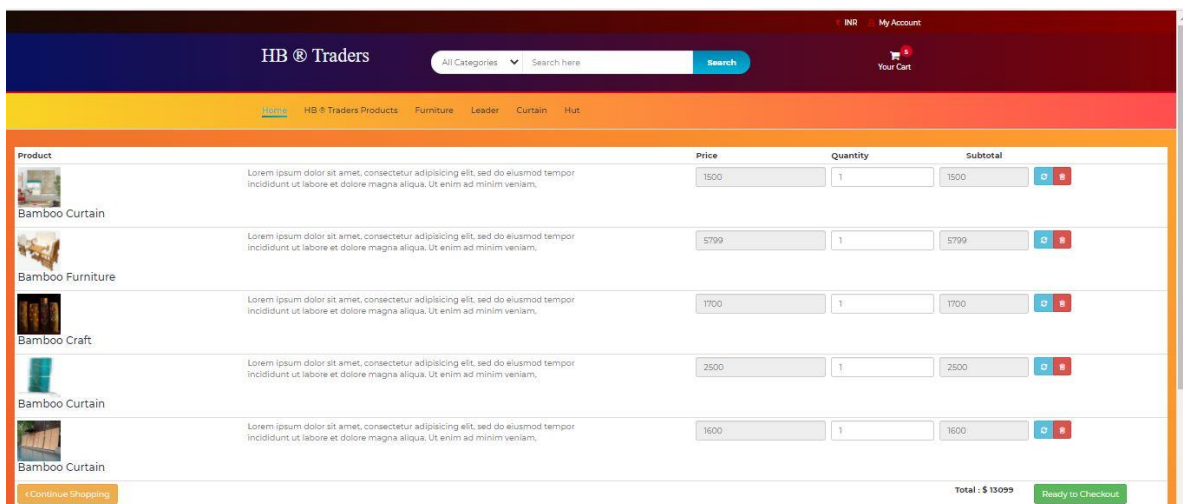 INR My Account
HB ® Traders
All Categories Search here Search
5
Your Cart
Home HB ® Traders Products Furniture Leader Curtain Hut
Product Price Quantity Subtotal
Lorem ipsum dolor sit amet, consectetur adipisicing elit, sed do eiusmod tempor
incididunt ut labore et dolore magna aliqua. Ut enim ad minim veniam,
1500 1 1500
Bamboo Curtain
Lorem ipsum dolor sit amet, consectetur adipisicing elit, sed do eiusmod tempor
incididunt ut labore et dolore magna aliqua. Ut enim ad minim veniam,
5799 1 5799
Bamboo Furniture
Lorem ipsum dolor sit amet, consectetur adipisicing elit, sed do eiusmod tempor
incididunt ut labore et dolore magna aliqua. Ut enim ad minim veniam,
1700 1 1700
Bamboo Craft
Lorem ipsum dolor sit amet, consectetur adipisicing elit, sed do eiusmod tempor
incididunt ut labore et dolore magna aliqua. Ut enim ad minim veniam,
2500 1 2500
Bamboo Curtain
Lorem ipsum dolor sit amet, consectetur adipisicing elit, sed do eiusmod tempor
incididunt ut labore et dolore magna aliqua. Ut enim ad minim veniam,
1600 1 1600
Bamboo Curtain
Continue Shopping Total : $ 13099 Ready to Checkout